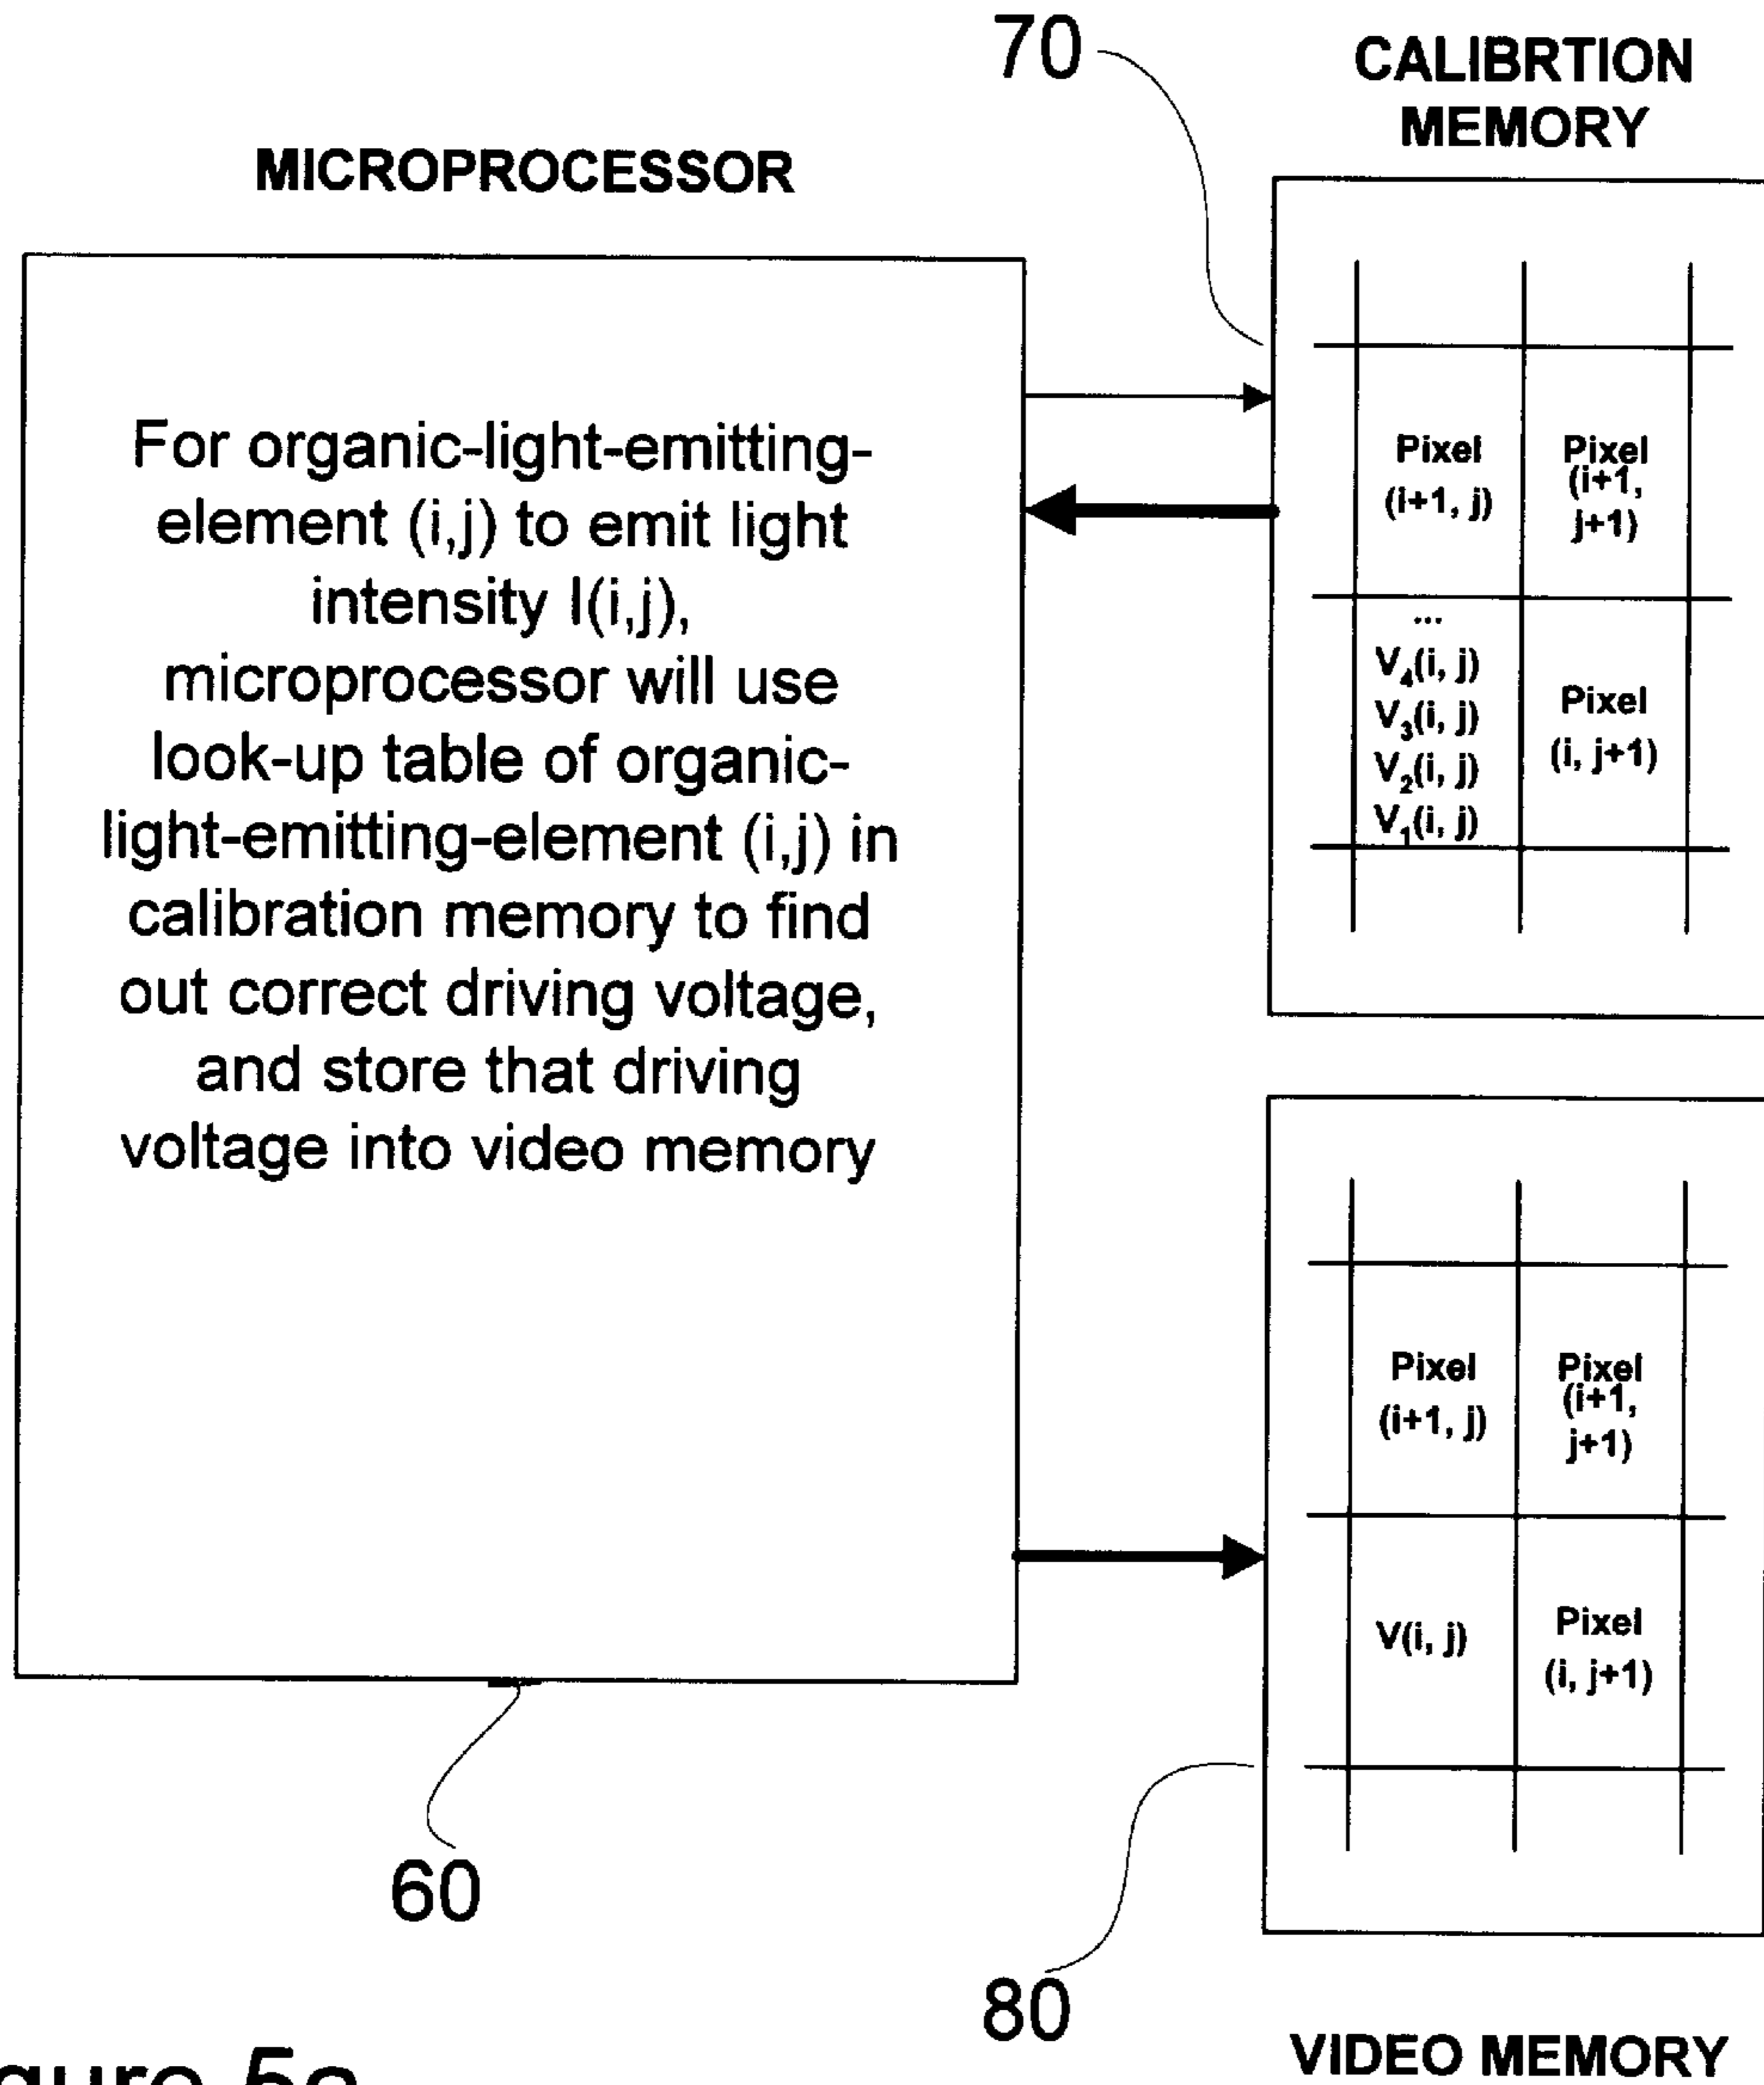 70
CALIBRTION
MEMORY
MICROPROCESSOR
For organic-light-emitting-
element (i,j) to emit light
intensity I(i,j),
microprocessor will use
look-up table of organic-
light-emitting-element (i,j) in
calibration memory to find
out correct driving voltage,
and store that driving
voltage into video memory
Pixel
(i+1, j)
Pixel
(i+1,
j+1)
...
V₄(i, j)
V₃(i, j)
V₂(i, j)
V₁(i, j)
Pixel
(i, j+1)
Pixel
(i+1, j)
Pixel
(i+1,
j+1)
V(i, j)
Pixel
(i, j+1)
60
80
VIDEO MEMORY